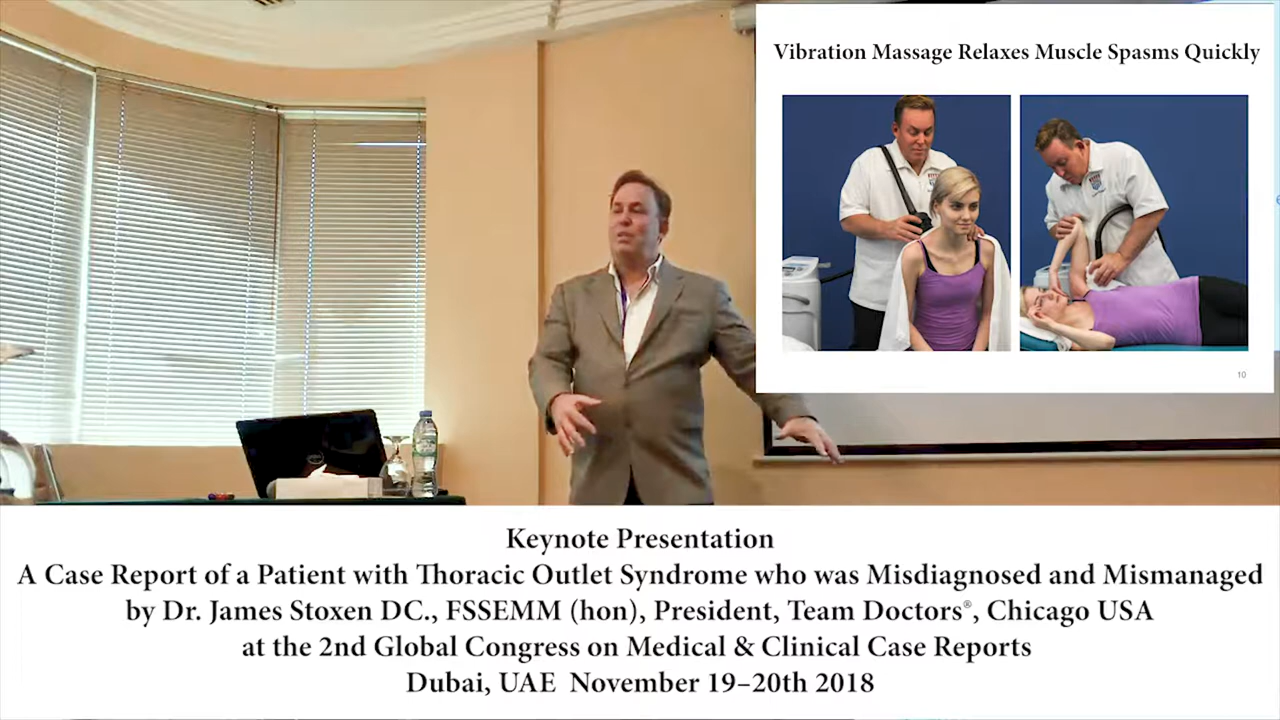 Vibration Massage Relaxes Muscle Spasms Quickly
10
Keynote Presentation
A Case Report of a Patient with Thoracic Outlet Syndrome who was Misdiagnosed and Mismanaged
by Dr. James Stoxen DC., FSSEMM (hon), President, Team Doctors®, Chicago USA
at the 2nd Global Congress on Medical & Clinical Case Reports
Dubai, UAE November 19–20th 2018